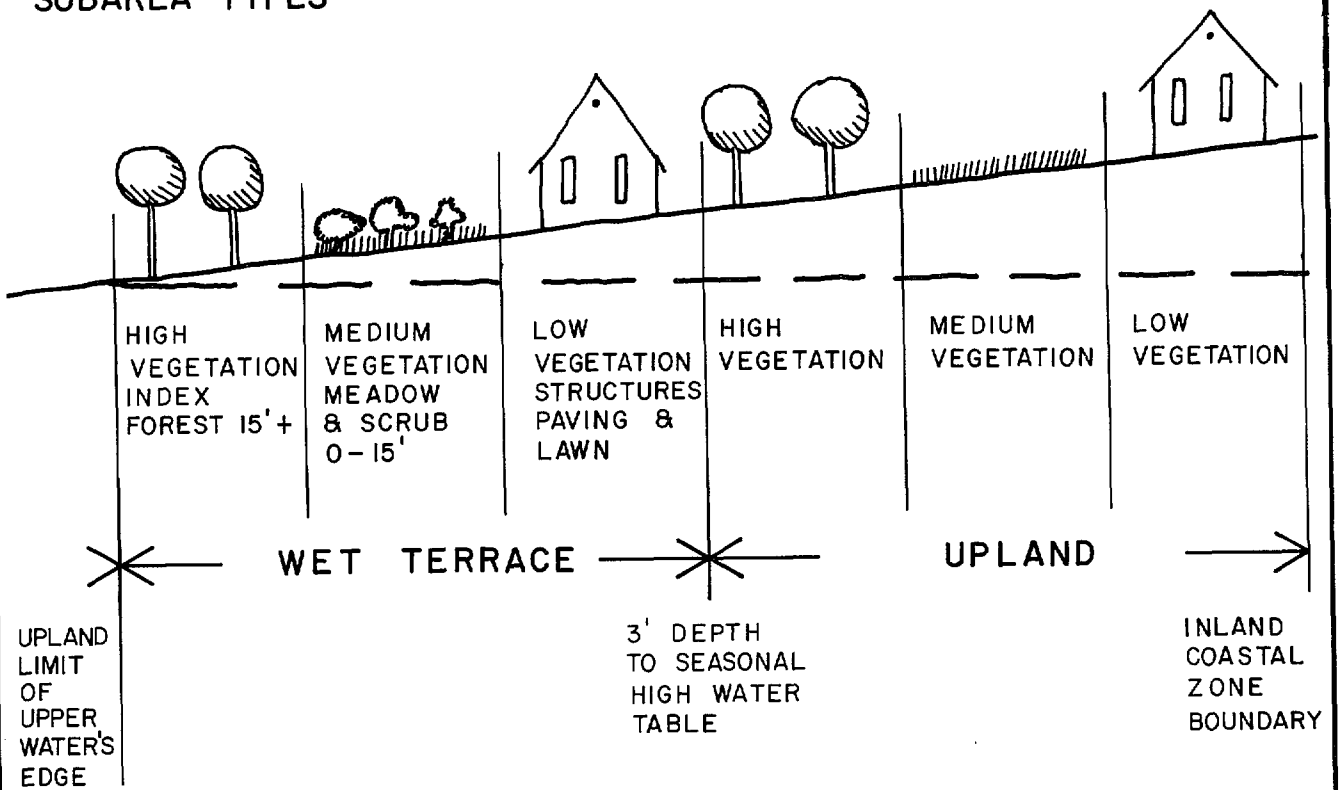 SUBAREA TYPES
HIGH
VEGETATION
INDEX
FOREST 15'+
MEDIUM
VEGETATION
MEADOW
& SCRUB
0-15'
LOW
VEGETATION
STRUCTURES
PAVING &
LAWN
HIGH
VEGETATION
MEDIUM
VEGETATION
LOW
VEGETATION
WET TERRACE
UPLAND
UPLAND
LIMIT
OF
UPPER
WATER'S
EDGE
3' DEPTH
TO SEASONAL
HIGH WATER
TABLE
INLAND
COASTAL
ZONE
BOUNDARY